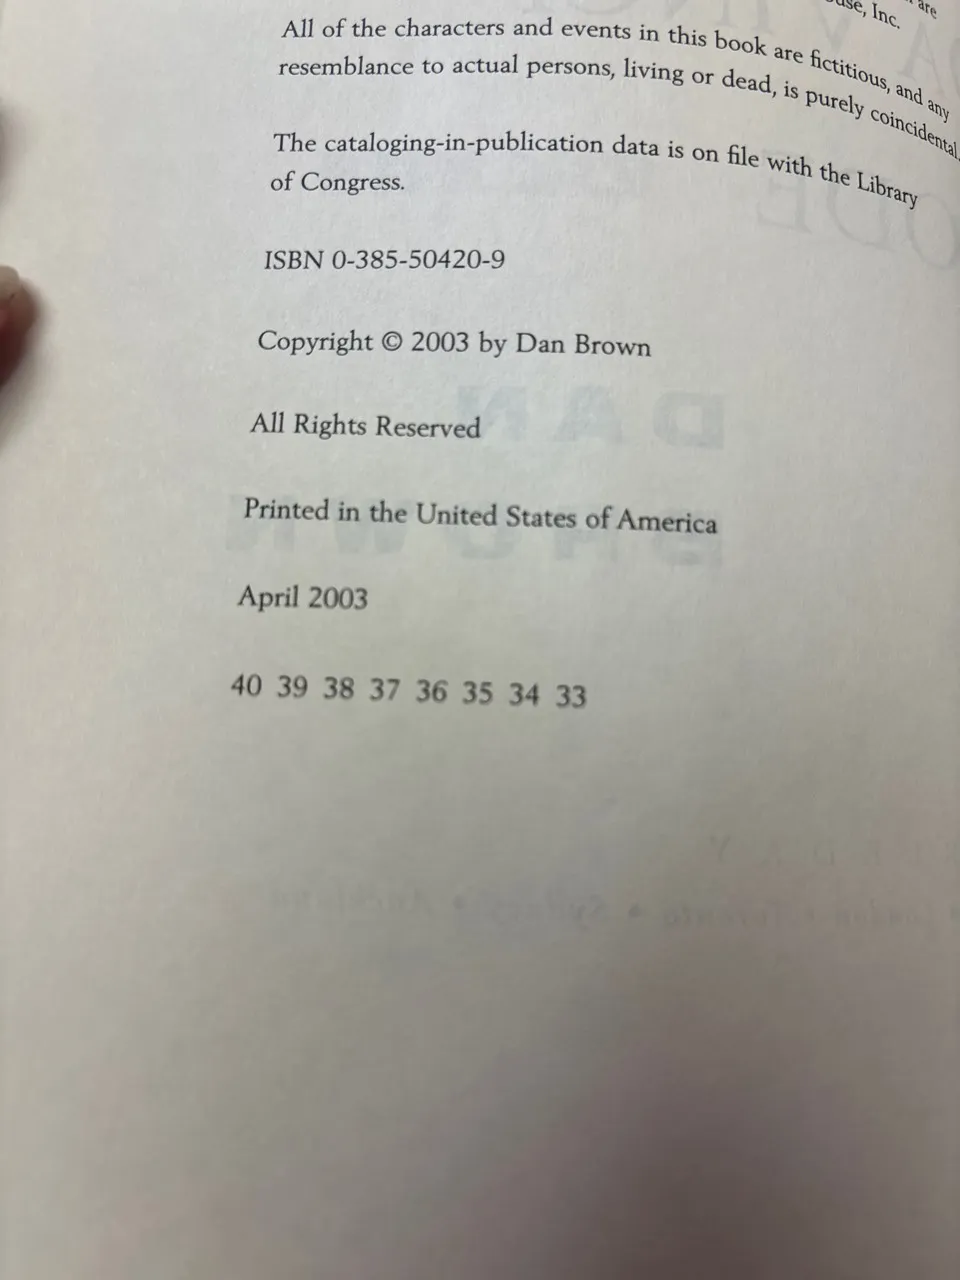 are
use, Inc.
All of the characters and events in this book are fictitious, and any
resemblance to actual persons, living or dead, is purely coincidental.
The cataloging-in-publication data is on file with the Library
of Congress.
ISBN 0-385-50420-9
Copyright © 2003 by Dan Brown
All Rights Reserved
Printed in the United States of America
April 2003
40 39 38 37 36 35 34 33